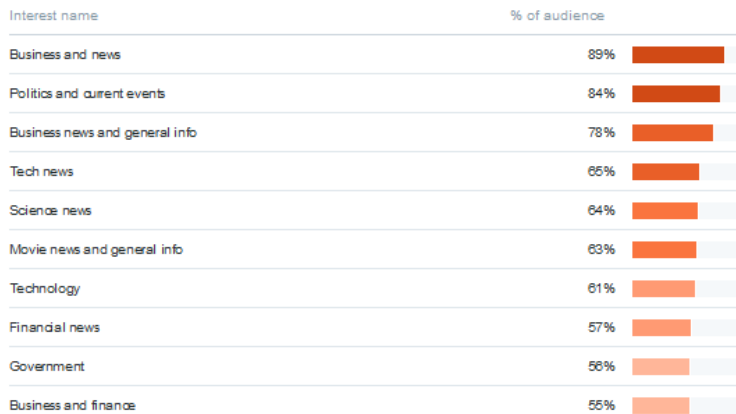 Interest name % of audience
Business and news 89%
Politics and current events 84%
Business news and general info 78%
Tech news 65%
Science news 64%
Movie news and general info 63%
Technology 61%
Financial news 57%
Government 56%
Business and finance 55%